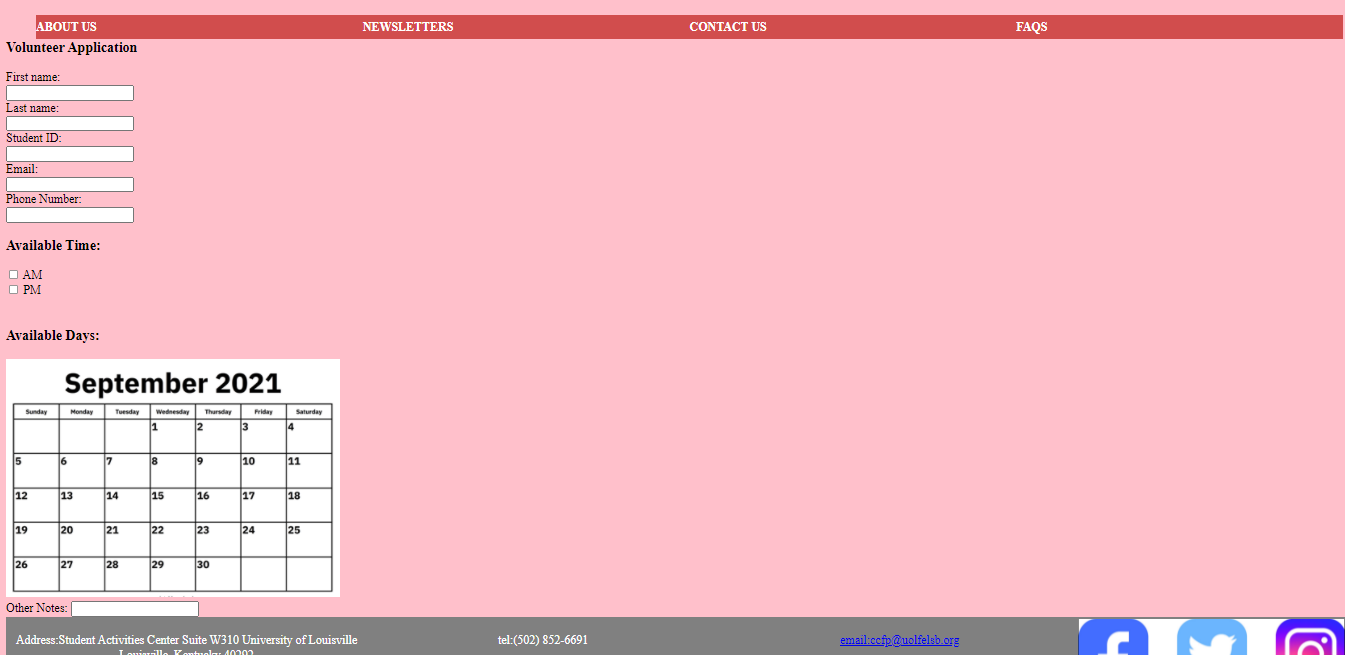 ABOUT US NEWSLETTERS CONTACT US FAQS
Volunteer Application
First name:
Last name:
Student ID:
Email:
Phone Number:
Available Time:
AM
PM
Available Days:
September 2021
Sunday Monday Tuesday Wednesday Thursday Friday Saturday
1 2 3 4
5 6 7 8 9 10 11
12 13 14 15 16 17 18
19 20 21 22 23 24 25
26 27 28 29 30
Other Notes:
Address:Student Activities Center Suite W310 University of Louisville tel:(502) 852-6691 email:ccfp@uolfelsb.org
Louisville, Kentucky 40292